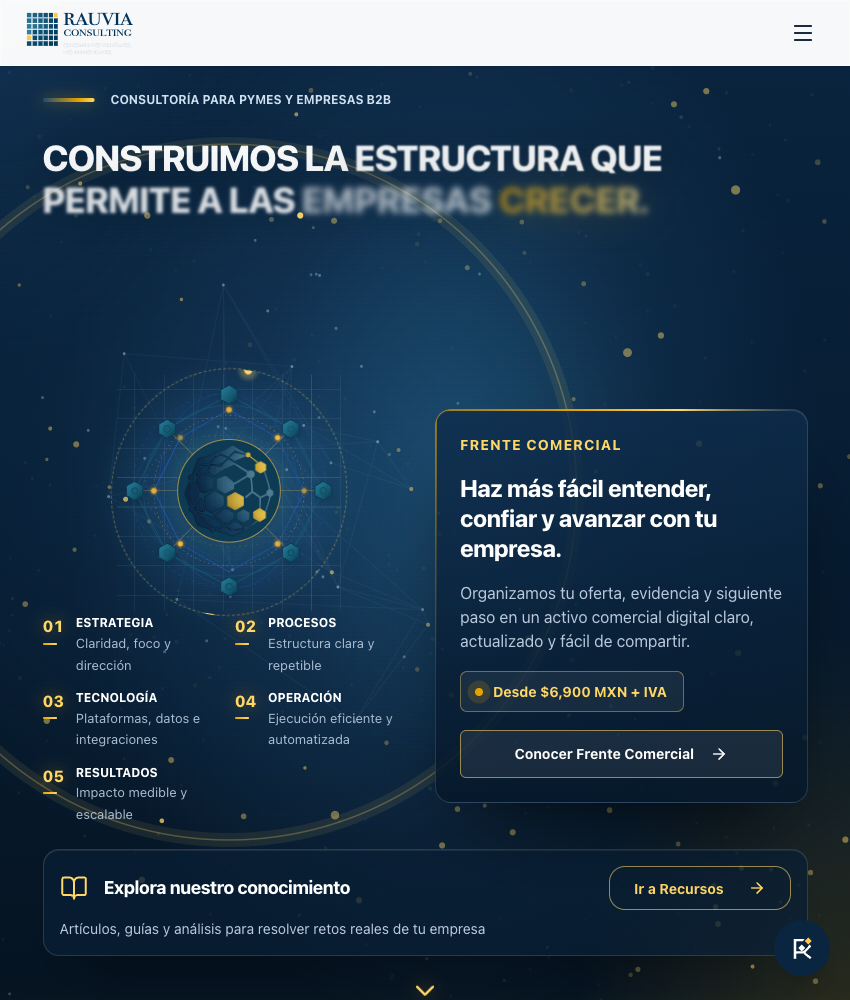 RAUVIA
CONSULTING
CONSULTORÍA PARA PYMES Y EMPRESAS B2B
CONSTRUIMOS LA ESTRUCTURA QUE
PERMITE A LAS EMPRESAS CRECER.
01 ESTRATEGIA
Claridad, foco y
dirección
02 PROCESOS
Estructura clara y
repetible
03 TECNOLOGÍA
Plataformas, datos e
integraciones
04 OPERACIÓN
Ejecución eficiente y
automatizada
05 RESULTADOS
Impacto medible y
escalable
FRENTE COMERCIAL
Haz más fácil entender,
confiar y avanzar con tu
empresa.
Organizamos tu oferta, evidencia y siguiente
paso en un activo comercial digital claro,
actualizado y fácil de compartir.
Desde $6,900 MXN + IVA
Conocer Frente Comercial
Explora nuestro conocimiento
Ir a Recursos
Artículos, guías y análisis para resolver retos reales de tu empresa